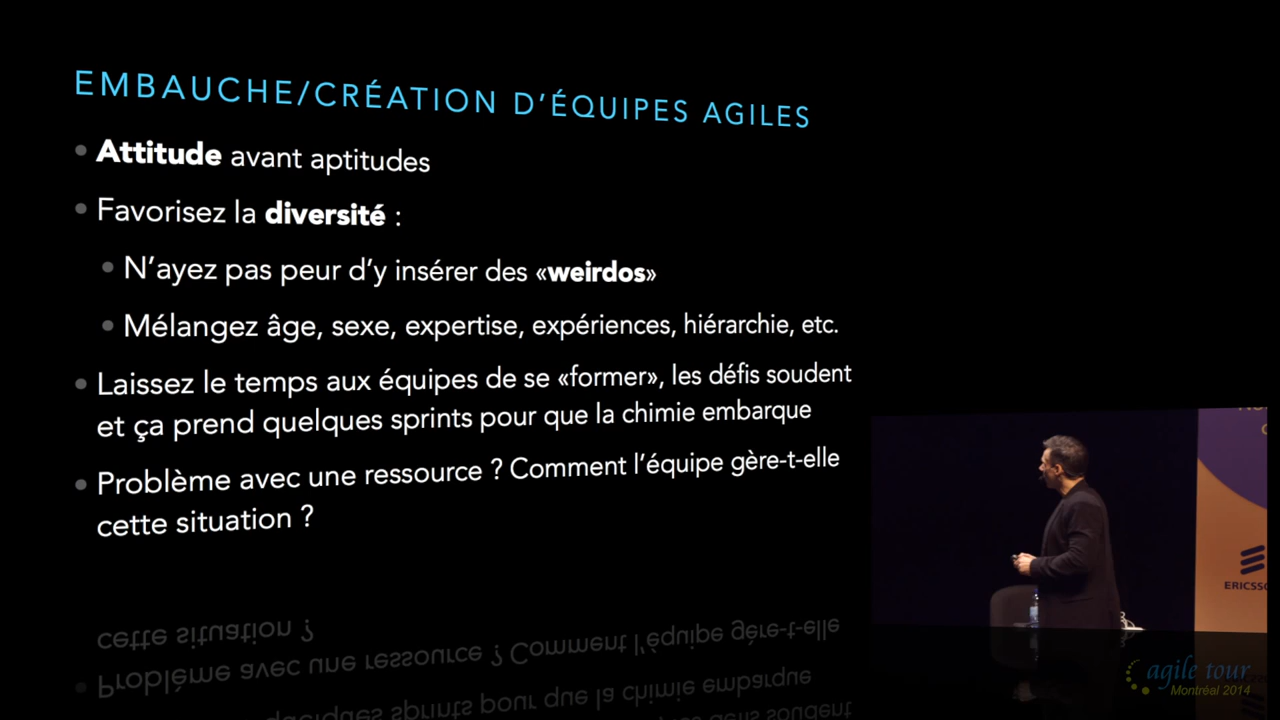 EMBAUCHE/CRÉATION D'ÉQUIPES AGILES
• Attitude avant aptitudes
• Favorisez la diversité :
• N'ayez pas peur d'y insérer des «weirdos»
• Mélangez âge, sexe, expertise, expériences, hiérarchie, etc.
• Laissez le temps aux équipes de se «former», les défis soudent
et ça prend quelques sprints pour que la chimie embarque
• Problème avec une ressource ? Comment l'équipe gère-t-elle
cette situation ?
agile tour
Montréal 2014